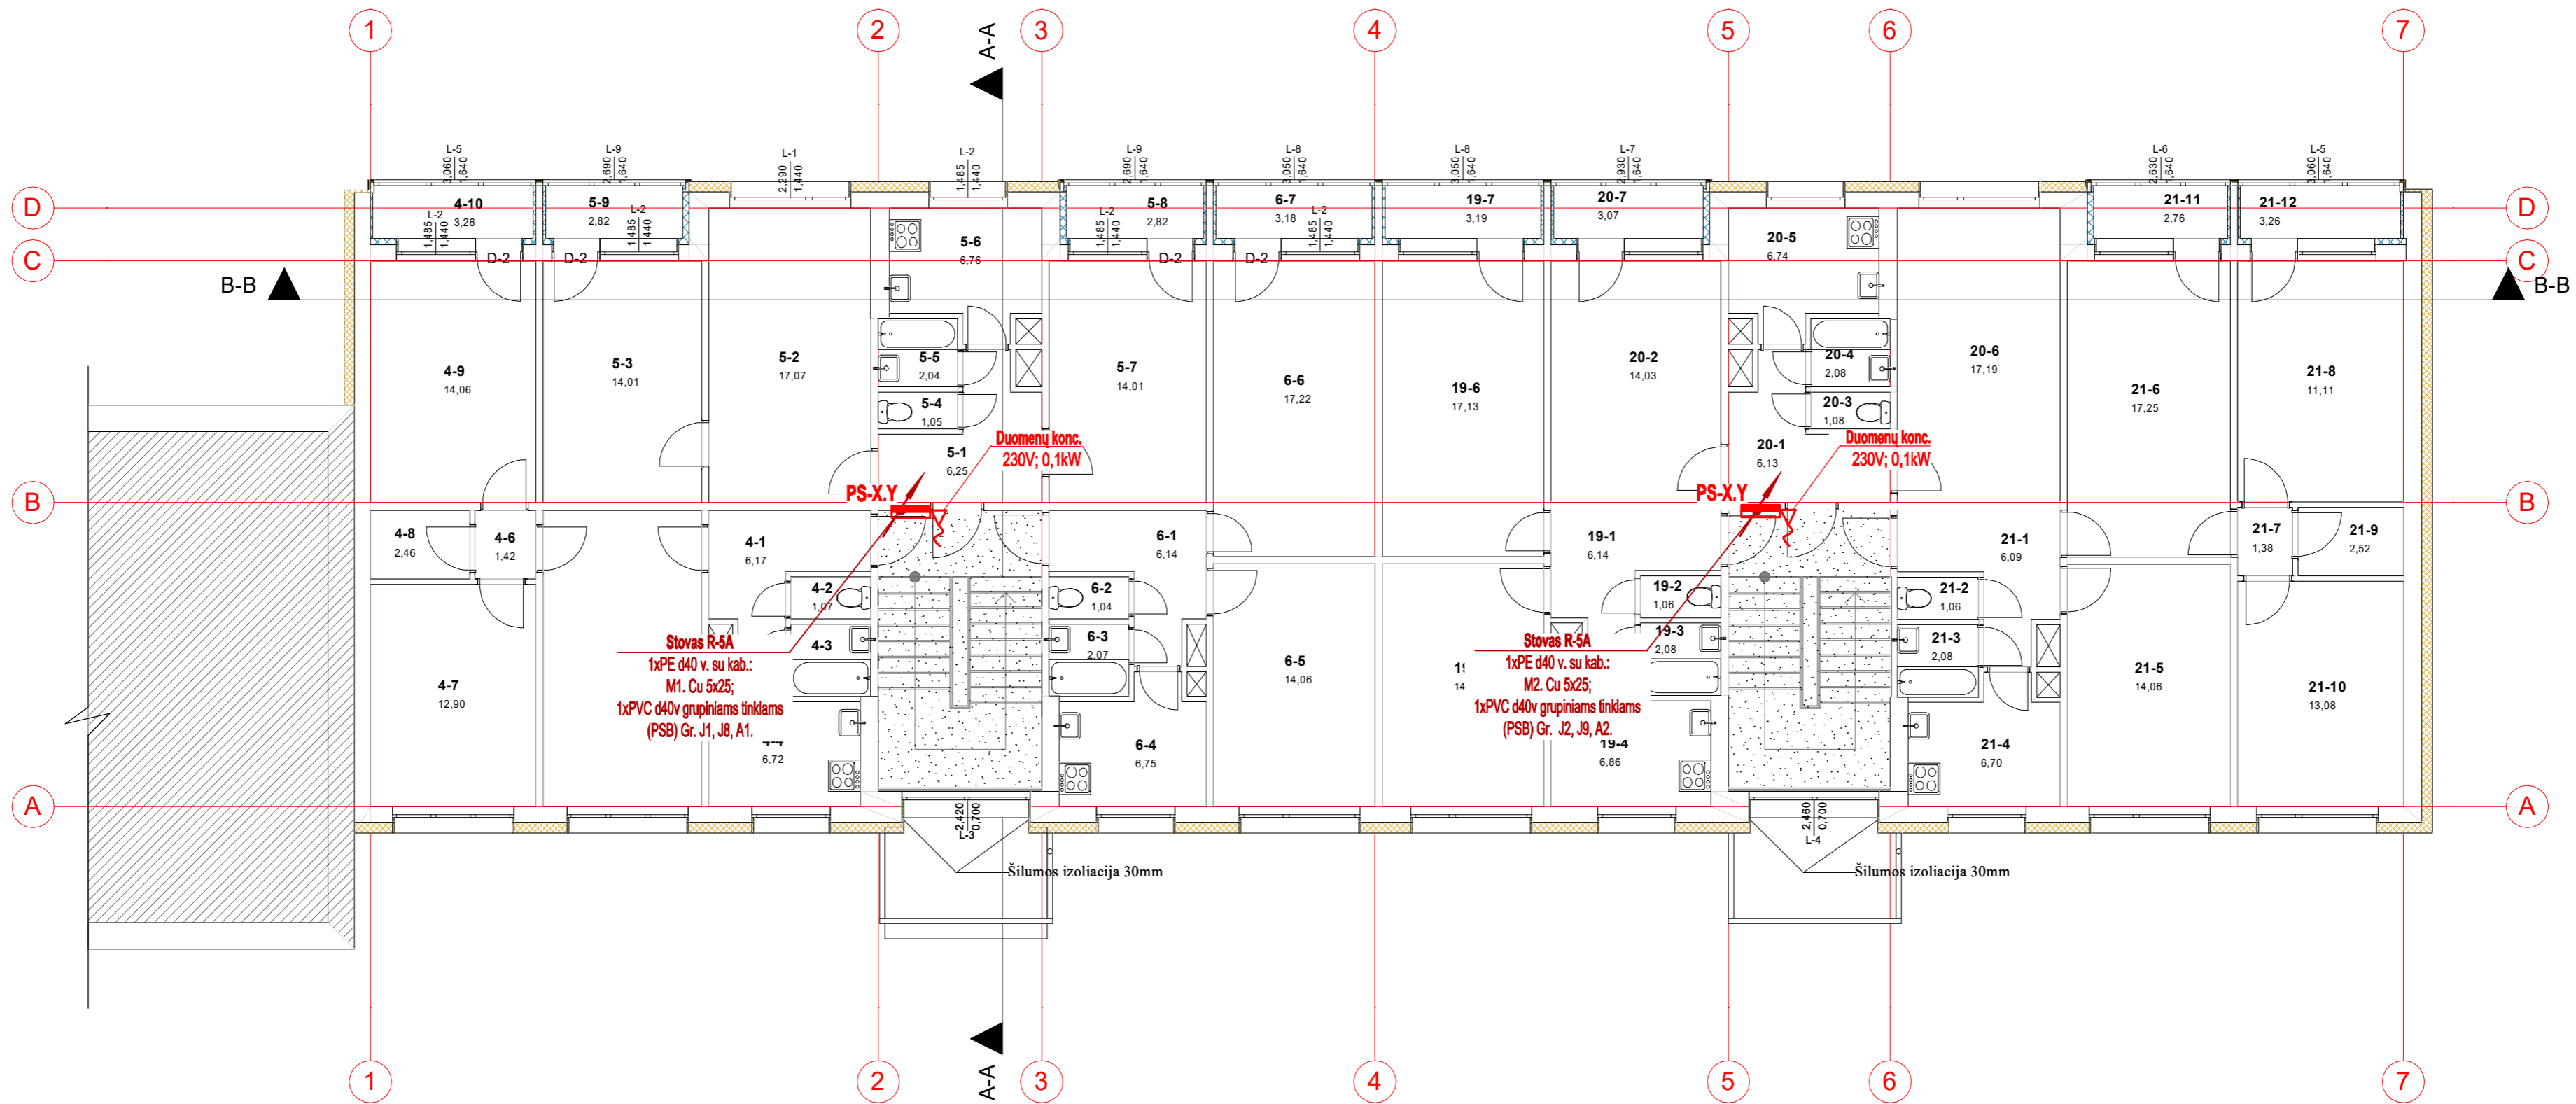 1 2 3 4 5 6 7
A-A
L-5 L-9 L-1 L-2 L-9 L-8 L-8 L-7 L-6 L-5
3,060 2,690 2,290 1,485 2,690 3,050 3,050 2,930 2,630 3,060
1,640 1,640 1,440 1,440 1,640 1,640 1,640 1,640 1,640 1,640
D 4-10 5-9 5-8 6-7 19-7 20-7 21-11 21-12 D
3,26 2,82 2,82 3,18 3,19 3,07 2,76 3,26
L-2 L-2 L-2 L-2
1,485 1,485 1,485 1,485
1,440 1,440 1,440 1,440
5-6 20-5
6,76 6,74
C D-2 D-2 D-2 D-2 C
B-B B-B
4-9 5-3 5-2 5-5 5-7 6-6 19-6 20-2 20-4 20-6 21-6 21-8
14,06 14,01 17,07 2,04 14,01 17,22 17,13 14,03 2,08 17,19 17,25 11,11
5-4 20-3
1,05 1,08
5-1 Duomenų konc. 20-1 Duomenų konc.
6,25 230V; 0,1kW 6,13 230V; 0,1kW
PS-X.Y PS-X.Y
B B
4-8 4-6 4-1 6-1 19-1 21-1 21-7 21-9
2,46 1,42 6,17 6,14 6,14 6,09 1,38 2,52
4-2 6-2 19-2 21-2
1,07 1,04 1,06 1,06
4-3 6-3 19-3 21-3
2,07 2,08 2,08
Stovas R-5A
1xPE d40 v. su kab.:
M1. Cu 5x25;
1xPVC d40v grupiniams tinklams
(PSB) Gr. J1, J8, A1.
Stovas R-5A
1xPE d40 v. su kab.:
M2. Cu 5x25;
1xPVC d40v grupiniams tinklams
(PSB) Gr. J2, J9, A2.
4-7 6-5 21-5 21-10
12,90 14,06 14,06 13,08
6-4 19-4 21-4
6,72 6,75 6,86 6,70
A A
2,420 2,460
0,700 0,700
L-3 L-4
Šilumos izoliacija 30mm Šilumos izoliacija 30mm
A-A
1 2 3 4 5 6 7